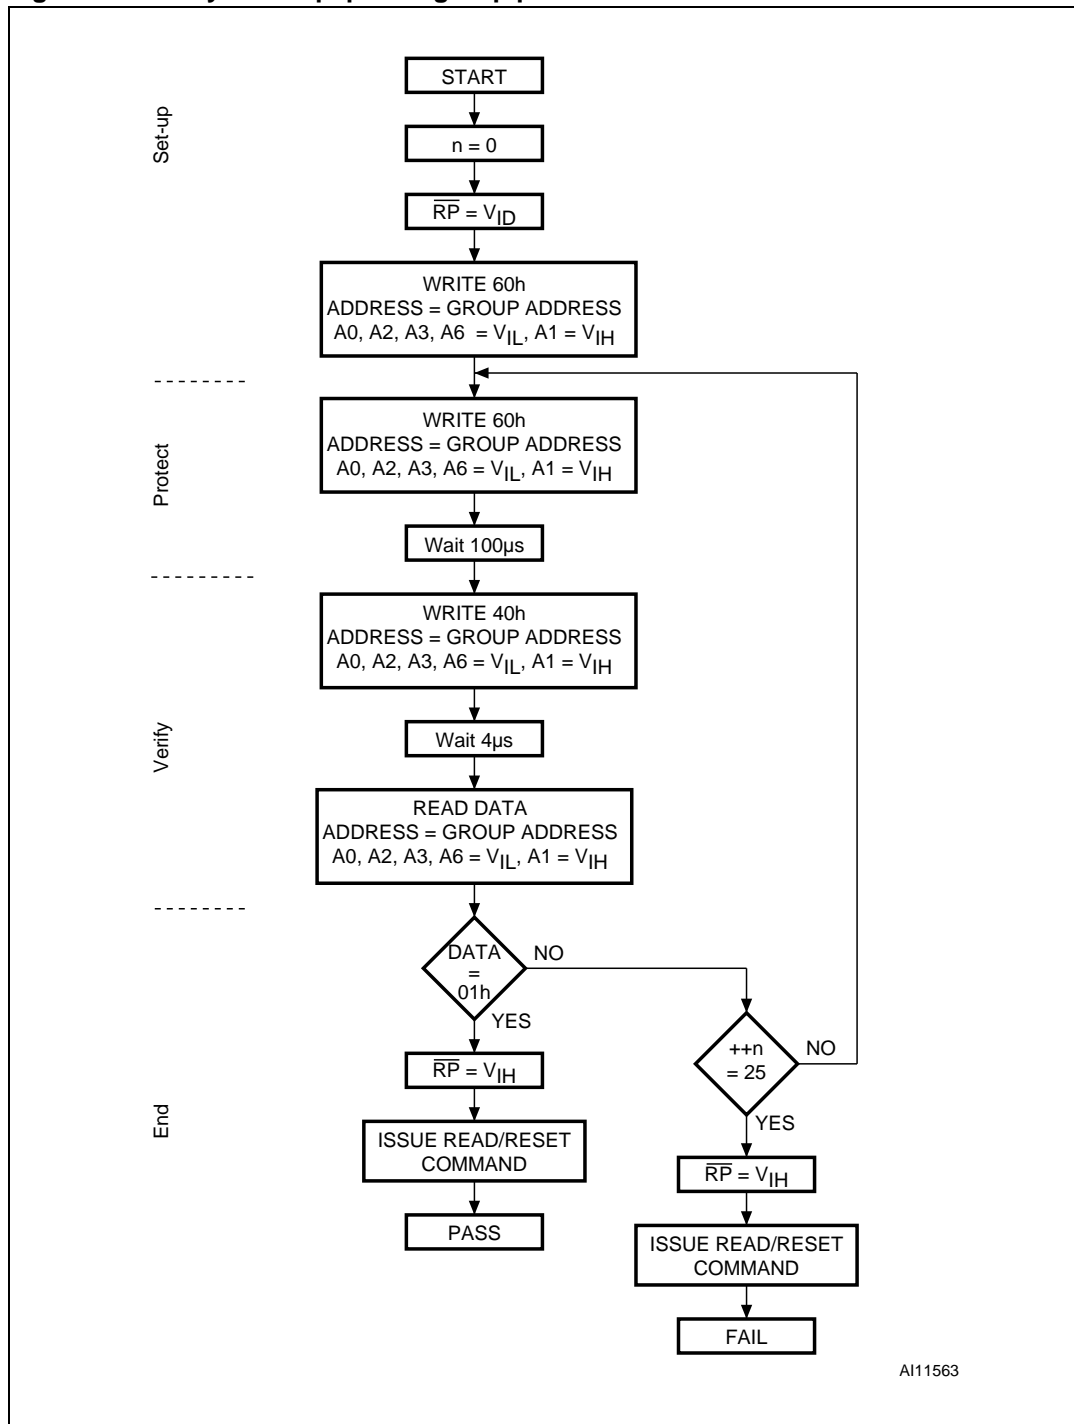 START
Set-up
n = 0
R̅P̅ = VID
WRITE 60h
ADDRESS = GROUP ADDRESS
A0, A2, A3, A6 = VIL, A1 = VIH
Protect
WRITE 60h
ADDRESS = GROUP ADDRESS
A0, A2, A3, A6 = VIL, A1 = VIH
Wait 100µs
Verify
WRITE 40h
ADDRESS = GROUP ADDRESS
A0, A2, A3, A6 = VIL, A1 = VIH
Wait 4µs
READ DATA
ADDRESS = GROUP ADDRESS
A0, A2, A3, A6 = VIL, A1 = VIH
End
DATA
=
01h
NO
YES
++n
= 25
NO
YES
R̅P̅ = VIH
ISSUE READ/RESET
COMMAND
PASS
R̅P̅ = VIH
ISSUE READ/RESET
COMMAND
FAIL
AI11563